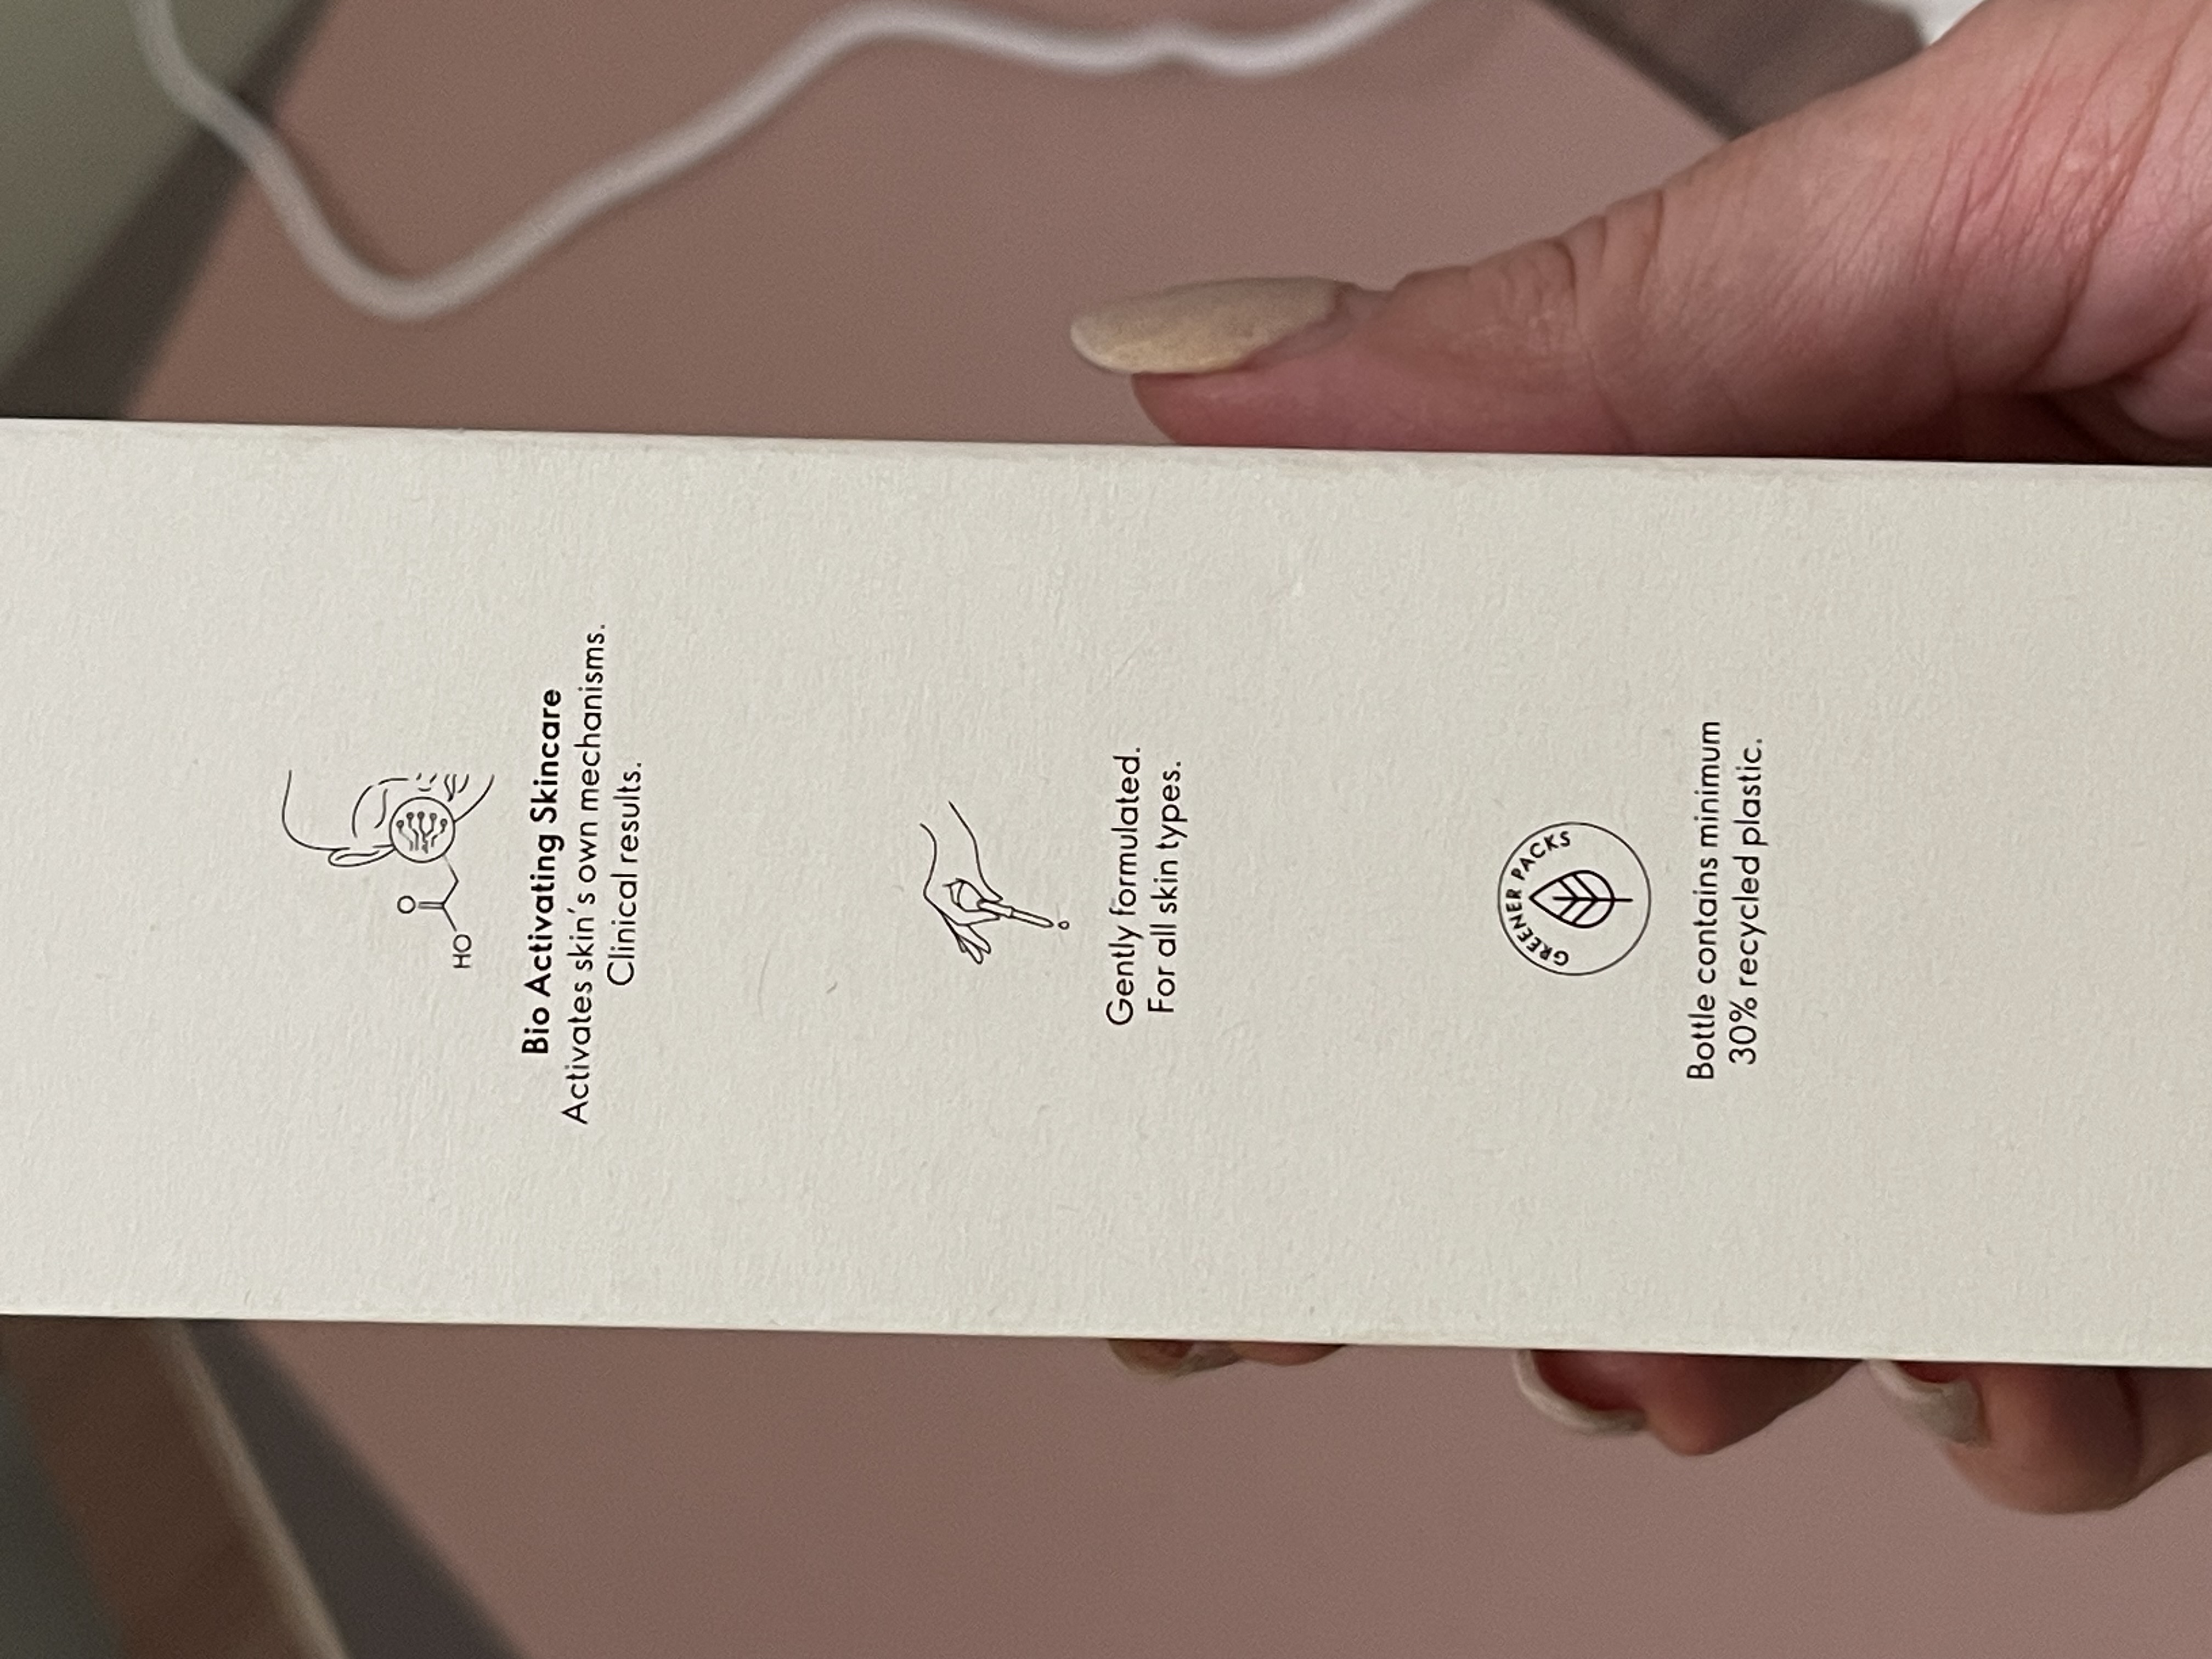 O
HO
Bio Activating Skincare
Activates skin's own mechanisms.
Clinical results.
Gently formulated.
For all skin types.
GREENER PACKS
Bottle contains minimum
30% recycled plastic.